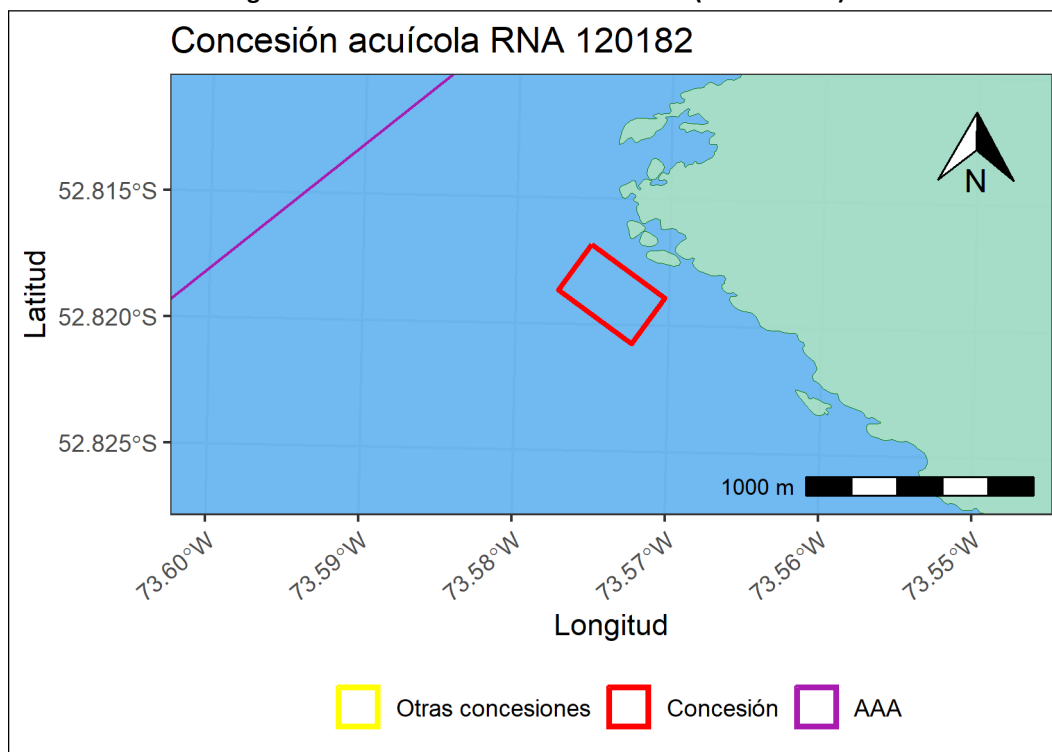 Concesión acuícola RNA 120182
N
52.815°S
52.820°S
52.825°S
Latitud
1000 m
73.60°W
73.59°W
73.58°W
73.57°W
73.56°W
73.55°W
Longitud
Otras concesiones
Concesión
AAA